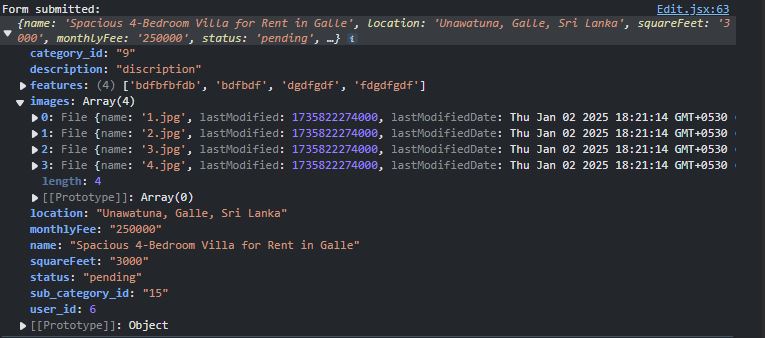 Form submitted: Edit.jsx:63
{name: 'Spacious 4-Bedroom Villa for Rent in Galle', location: 'Unawatuna, Galle, Sri Lanka', squareFeet: '3
000', monthlyFee: '250000', status: 'pending', …} i
category_id: "9"
description: "discription"
features: (4) ['bdfbfbfdb', 'bdfbdf', 'dgdfgdf', 'fdgdfgdf']
images: Array(4)
0: File {name: '1.jpg', lastModified: 1735822274000, lastModifiedDate: Thu Jan 02 2025 18:21:14 GMT+0530
1: File {name: '2.jpg', lastModified: 1735822274000, lastModifiedDate: Thu Jan 02 2025 18:21:14 GMT+0530
2: File {name: '3.jpg', lastModified: 1735822274000, lastModifiedDate: Thu Jan 02 2025 18:21:14 GMT+0530
3: File {name: '4.jpg', lastModified: 1735822274000, lastModifiedDate: Thu Jan 02 2025 18:21:14 GMT+0530
length: 4
[[Prototype]]: Array(0)
location: "Unawatuna, Galle, Sri Lanka"
monthlyFee: "250000"
name: "Spacious 4-Bedroom Villa for Rent in Galle"
squareFeet: "3000"
status: "pending"
sub_category_id: "15"
user_id: 6
[[Prototype]]: Object